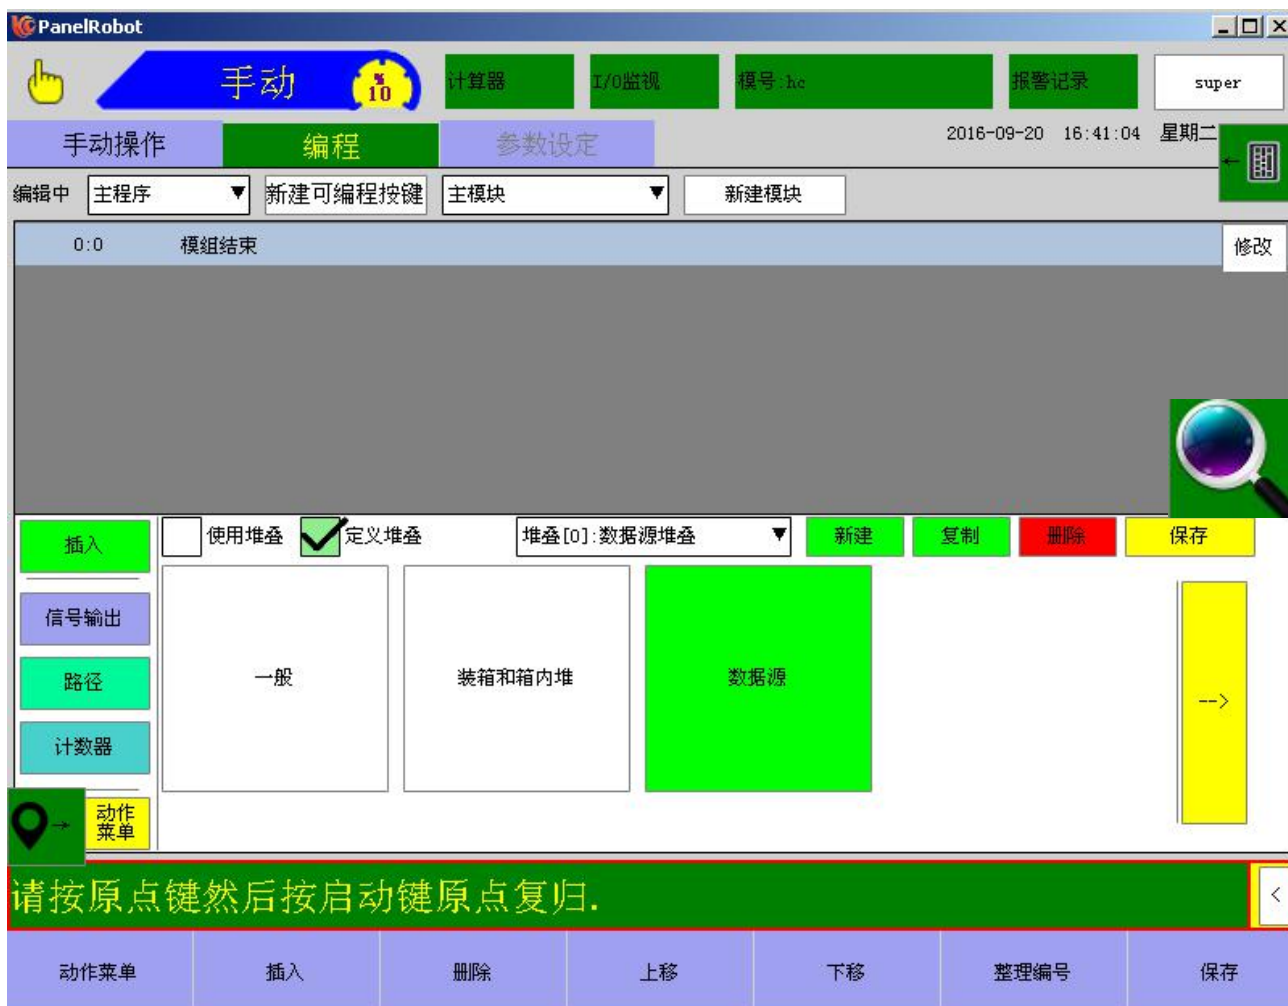 PanelRobot
手动
%
10
计算器
I/O监视
模号:hc
报警记录
super
手动操作
编程
参数设定
2016-09-20 16:41:04 星期二
编辑中
主程序
新建可编程按键
主模块
新建模块
0:0 模组结束
修改
插入
使用堆叠
定义堆叠
堆叠[0]:数据源堆叠
新建
复制
删除
保存
信号输出
路径
计数器
一般
装箱和箱内堆
数据源
-->
动作
菜单
请按原点键然后按启动键原点复归.
<
动作菜单
插入
删除
上移
下移
整理编号
保存